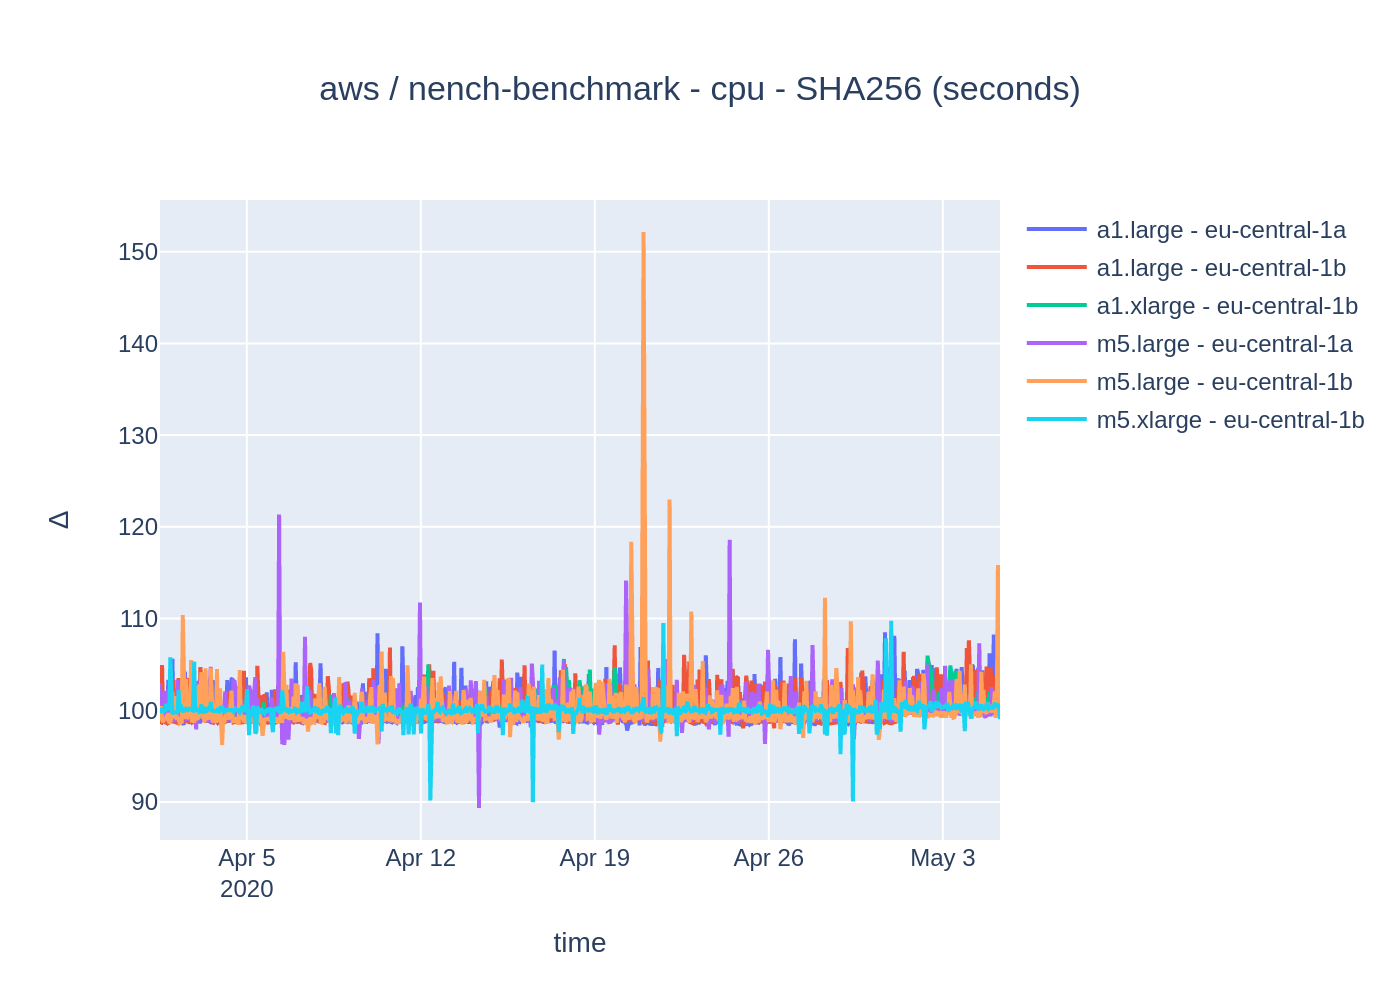 aws / nench-benchmark - cpu - SHA256 (seconds)
a1.large - eu-central-1a
a1.large - eu-central-1b
a1.xlarge - eu-central-1b
m5.large - eu-central-1a
m5.large - eu-central-1b
m5.xlarge - eu-central-1b
150
140
130
120
110
100
90
Δ
Apr 5
2020
Apr 12
Apr 19
Apr 26
May 3
time